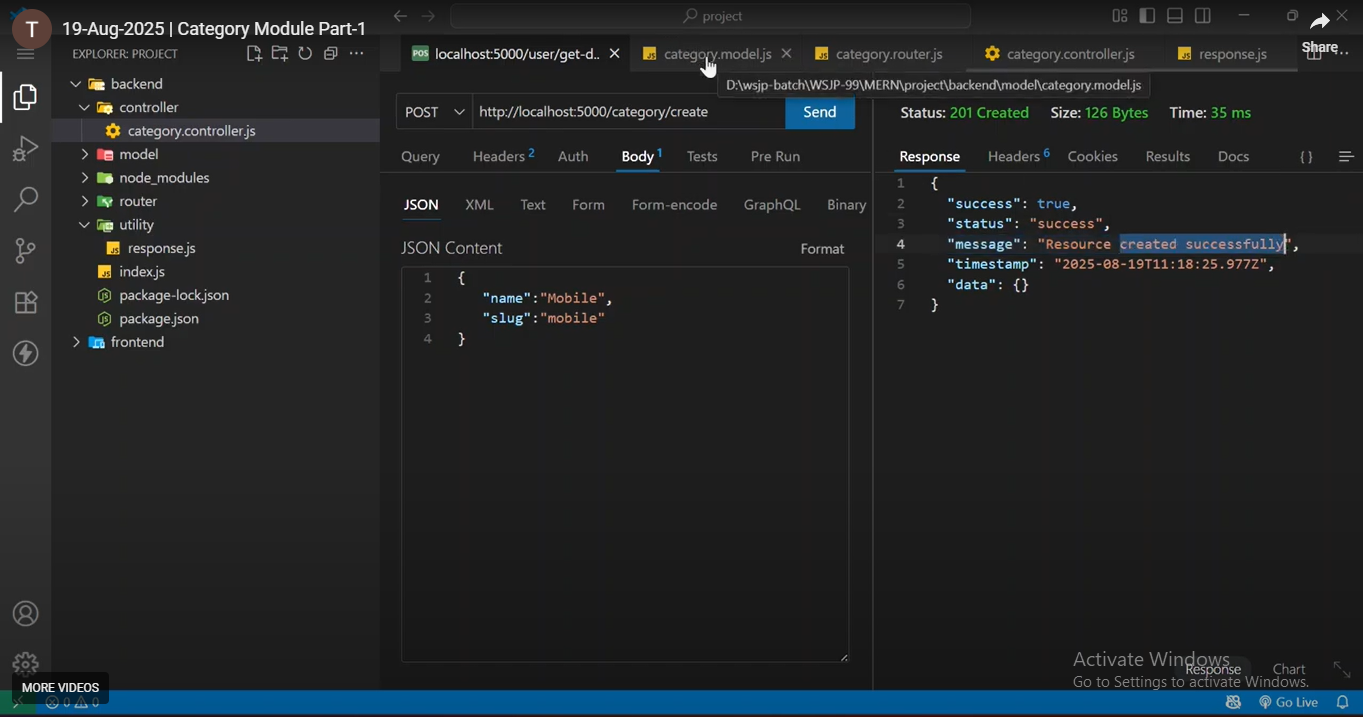 T
19-Aug-2025 | Category Module Part-1
project
Share
EXPLORER: PROJECT
backend
controller
category.controller.js
model
node_modules
router
utility
response.js
index.js
package-lock.json
package.json
frontend
MORE VIDEOS
POS localhost:5000/user/get-d..
JS category.model.js
JS category.router.js
category.controller.js
JS response.js
D:\wsjp-batch\WSJP-99\MERN\project\backend\model\category.model.js
POST http://localhost:5000/category/create Send
Query Headers 2 Auth Body 1 Tests Pre Run
JSON XML Text Form Form-encode GraphQL Binary
JSON Content Format
1 {
2 "name":"Mobile",
3 "slug":"mobile"
4 }
Status: 201 Created Size: 126 Bytes Time: 35 ms
Response Headers 6 Cookies Results Docs { }
1 {
2 "success": true,
3 "status": "success",
4 "message": "Resource created successfully",
5 "timestamp": "2025-08-19T11:18:25.977Z",
6 "data": {}
7 }
Activate Windows
Go to Settings to activate Windows.
Response Chart
0 0
Go Live